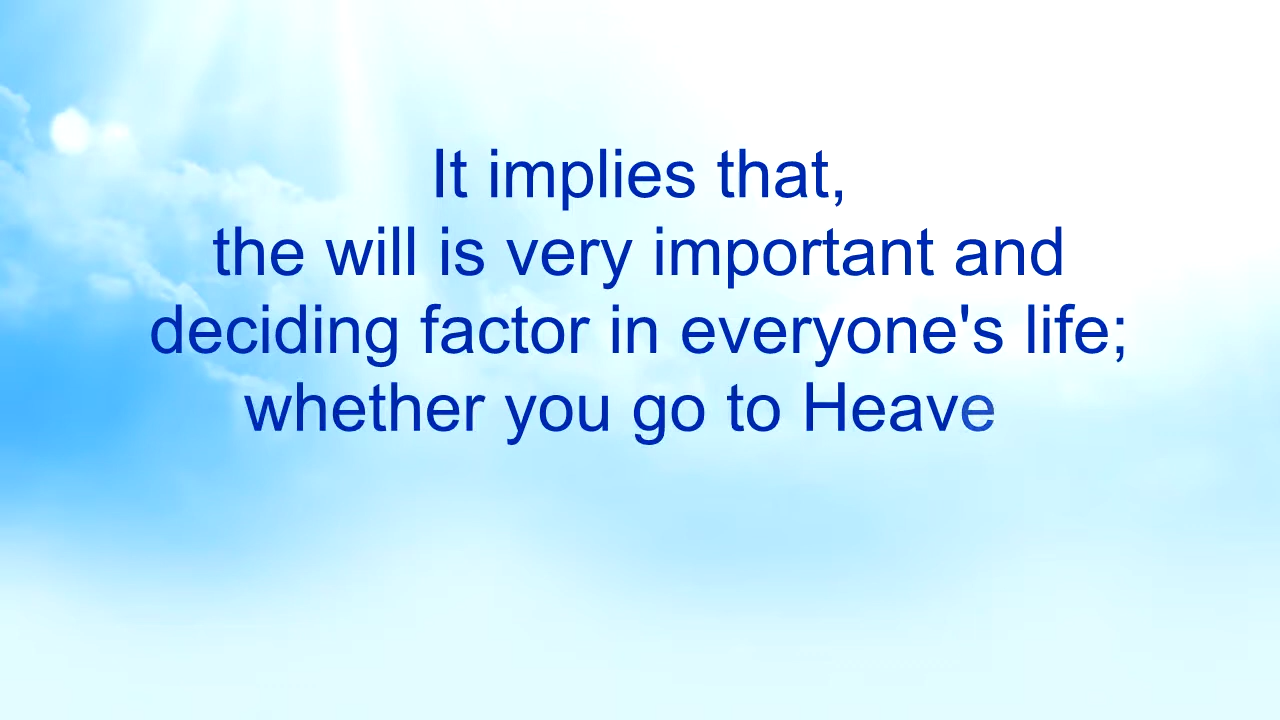 It implies that,
the will is very important and
deciding factor in everyone's life;
whether you go to Heave